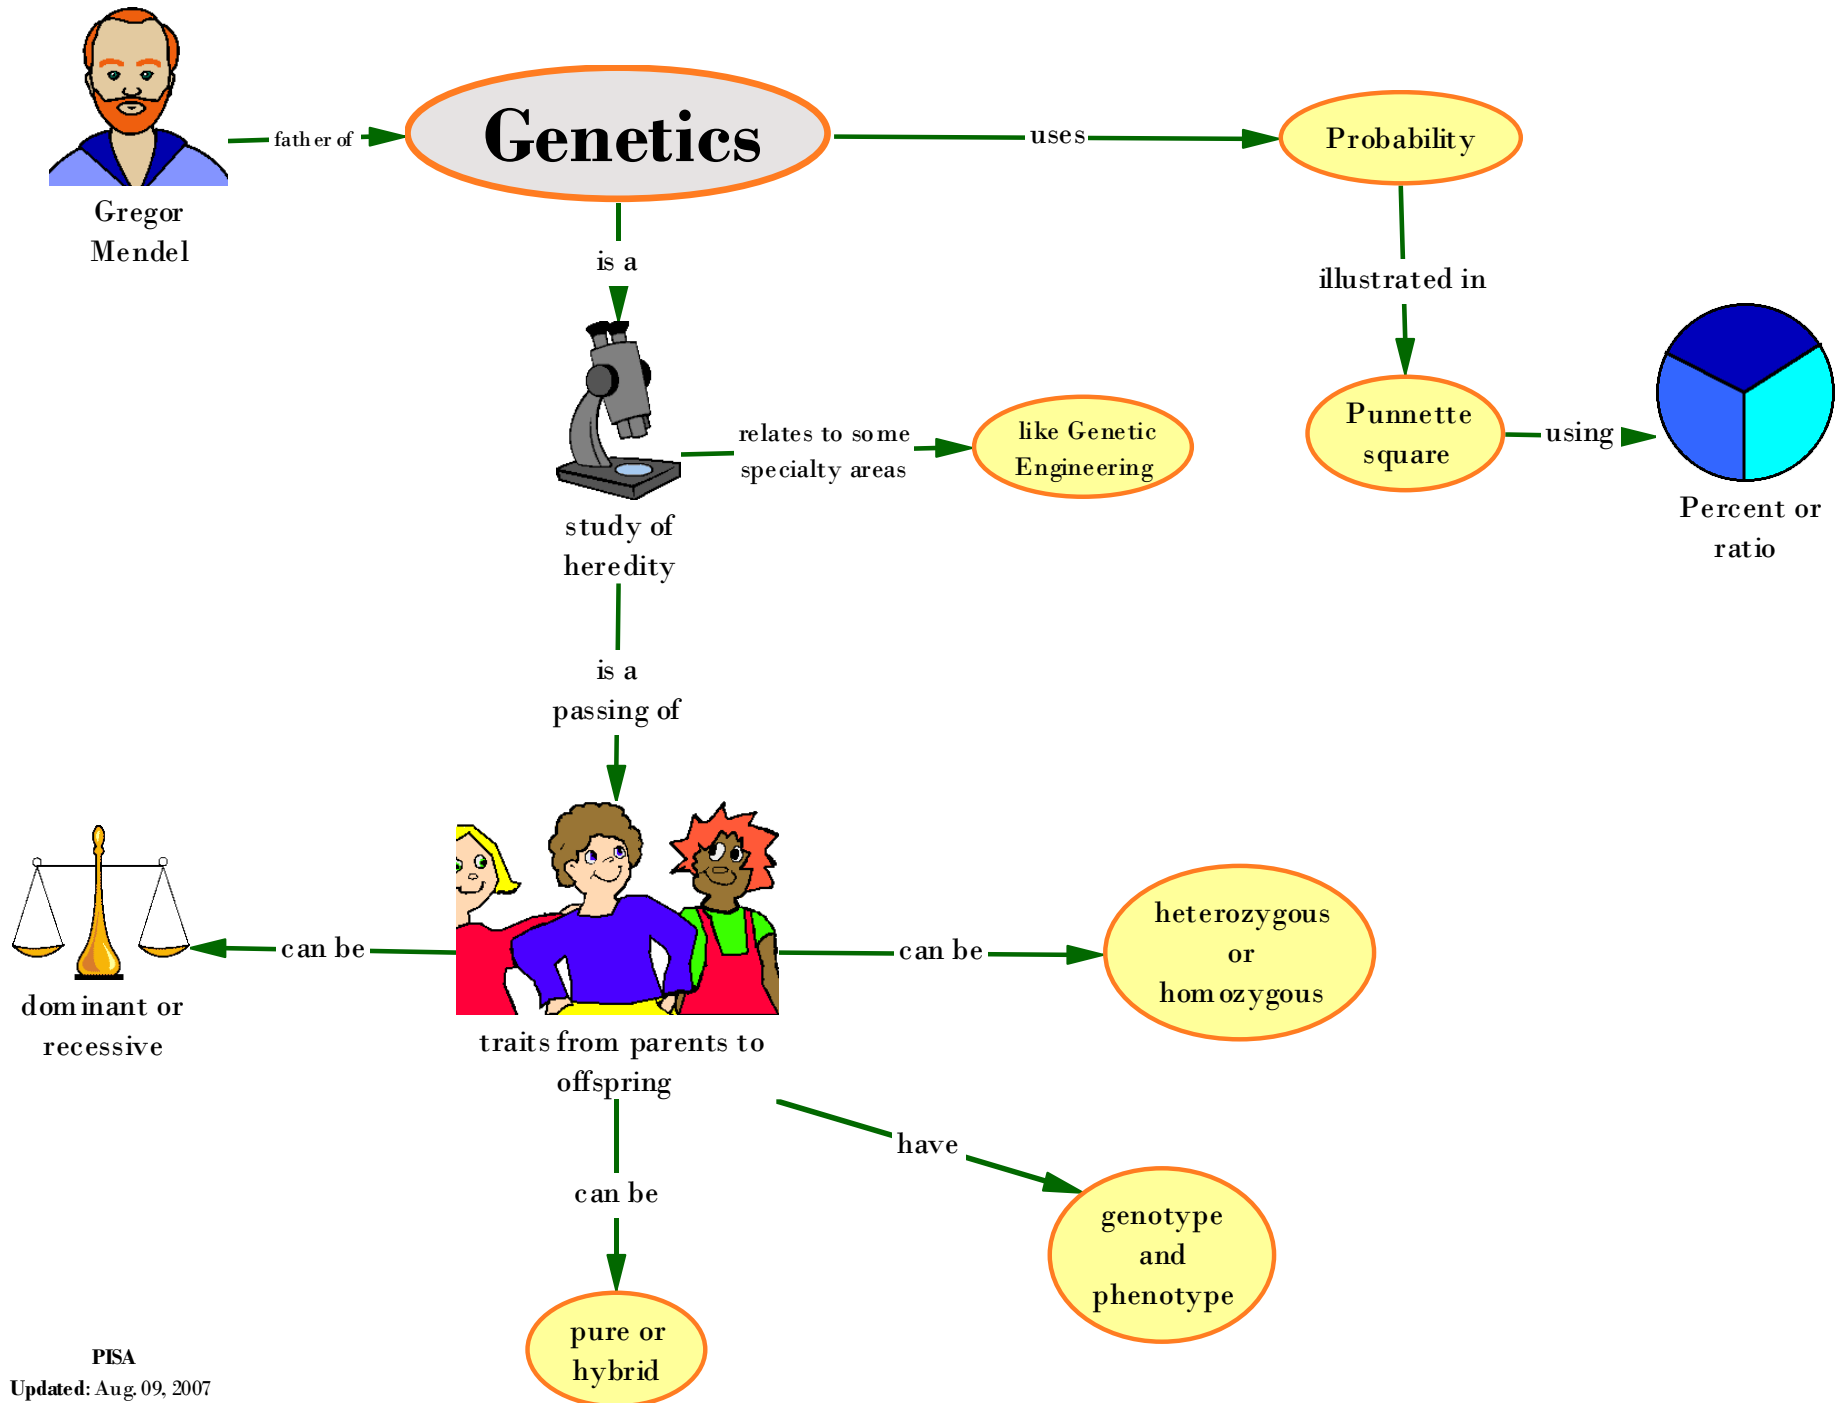 Gregor
Mendel
father of
Genetics
uses
Probability
is a
illustrated in
study of
heredity
relates to some
specialty areas
like Genetic
Engineering
Punnette
square
using
Percent or
ratio
is a
passing of
traits from parents to
offspring
can be
dominant or
recessive
can be
heterozygous
or
homozygous
have
genotype
and
phenotype
can be
pure or
hybrid
PISA
Updated: Aug. 09, 2007